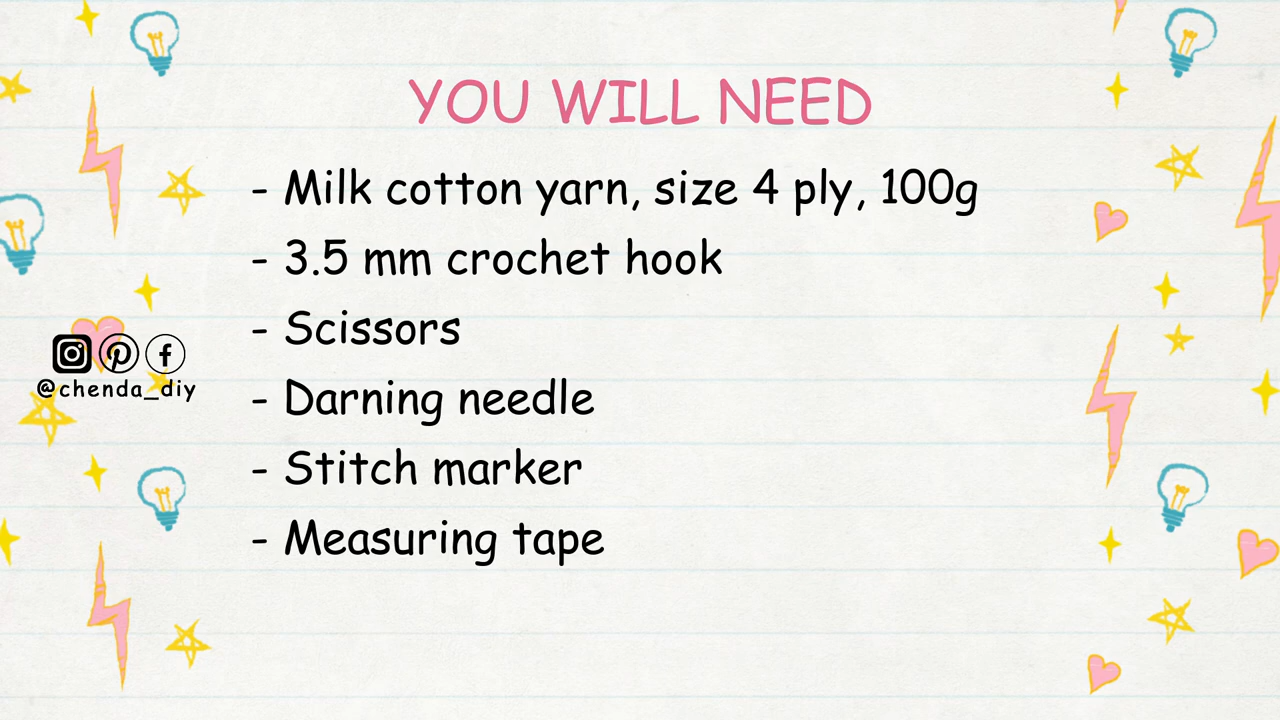 YOU WILL NEED
- Milk cotton yarn, size 4 ply, 100g
- 3.5 mm crochet hook
- Scissors
- Darning needle
- Stitch marker
- Measuring tape
@chenda_diy